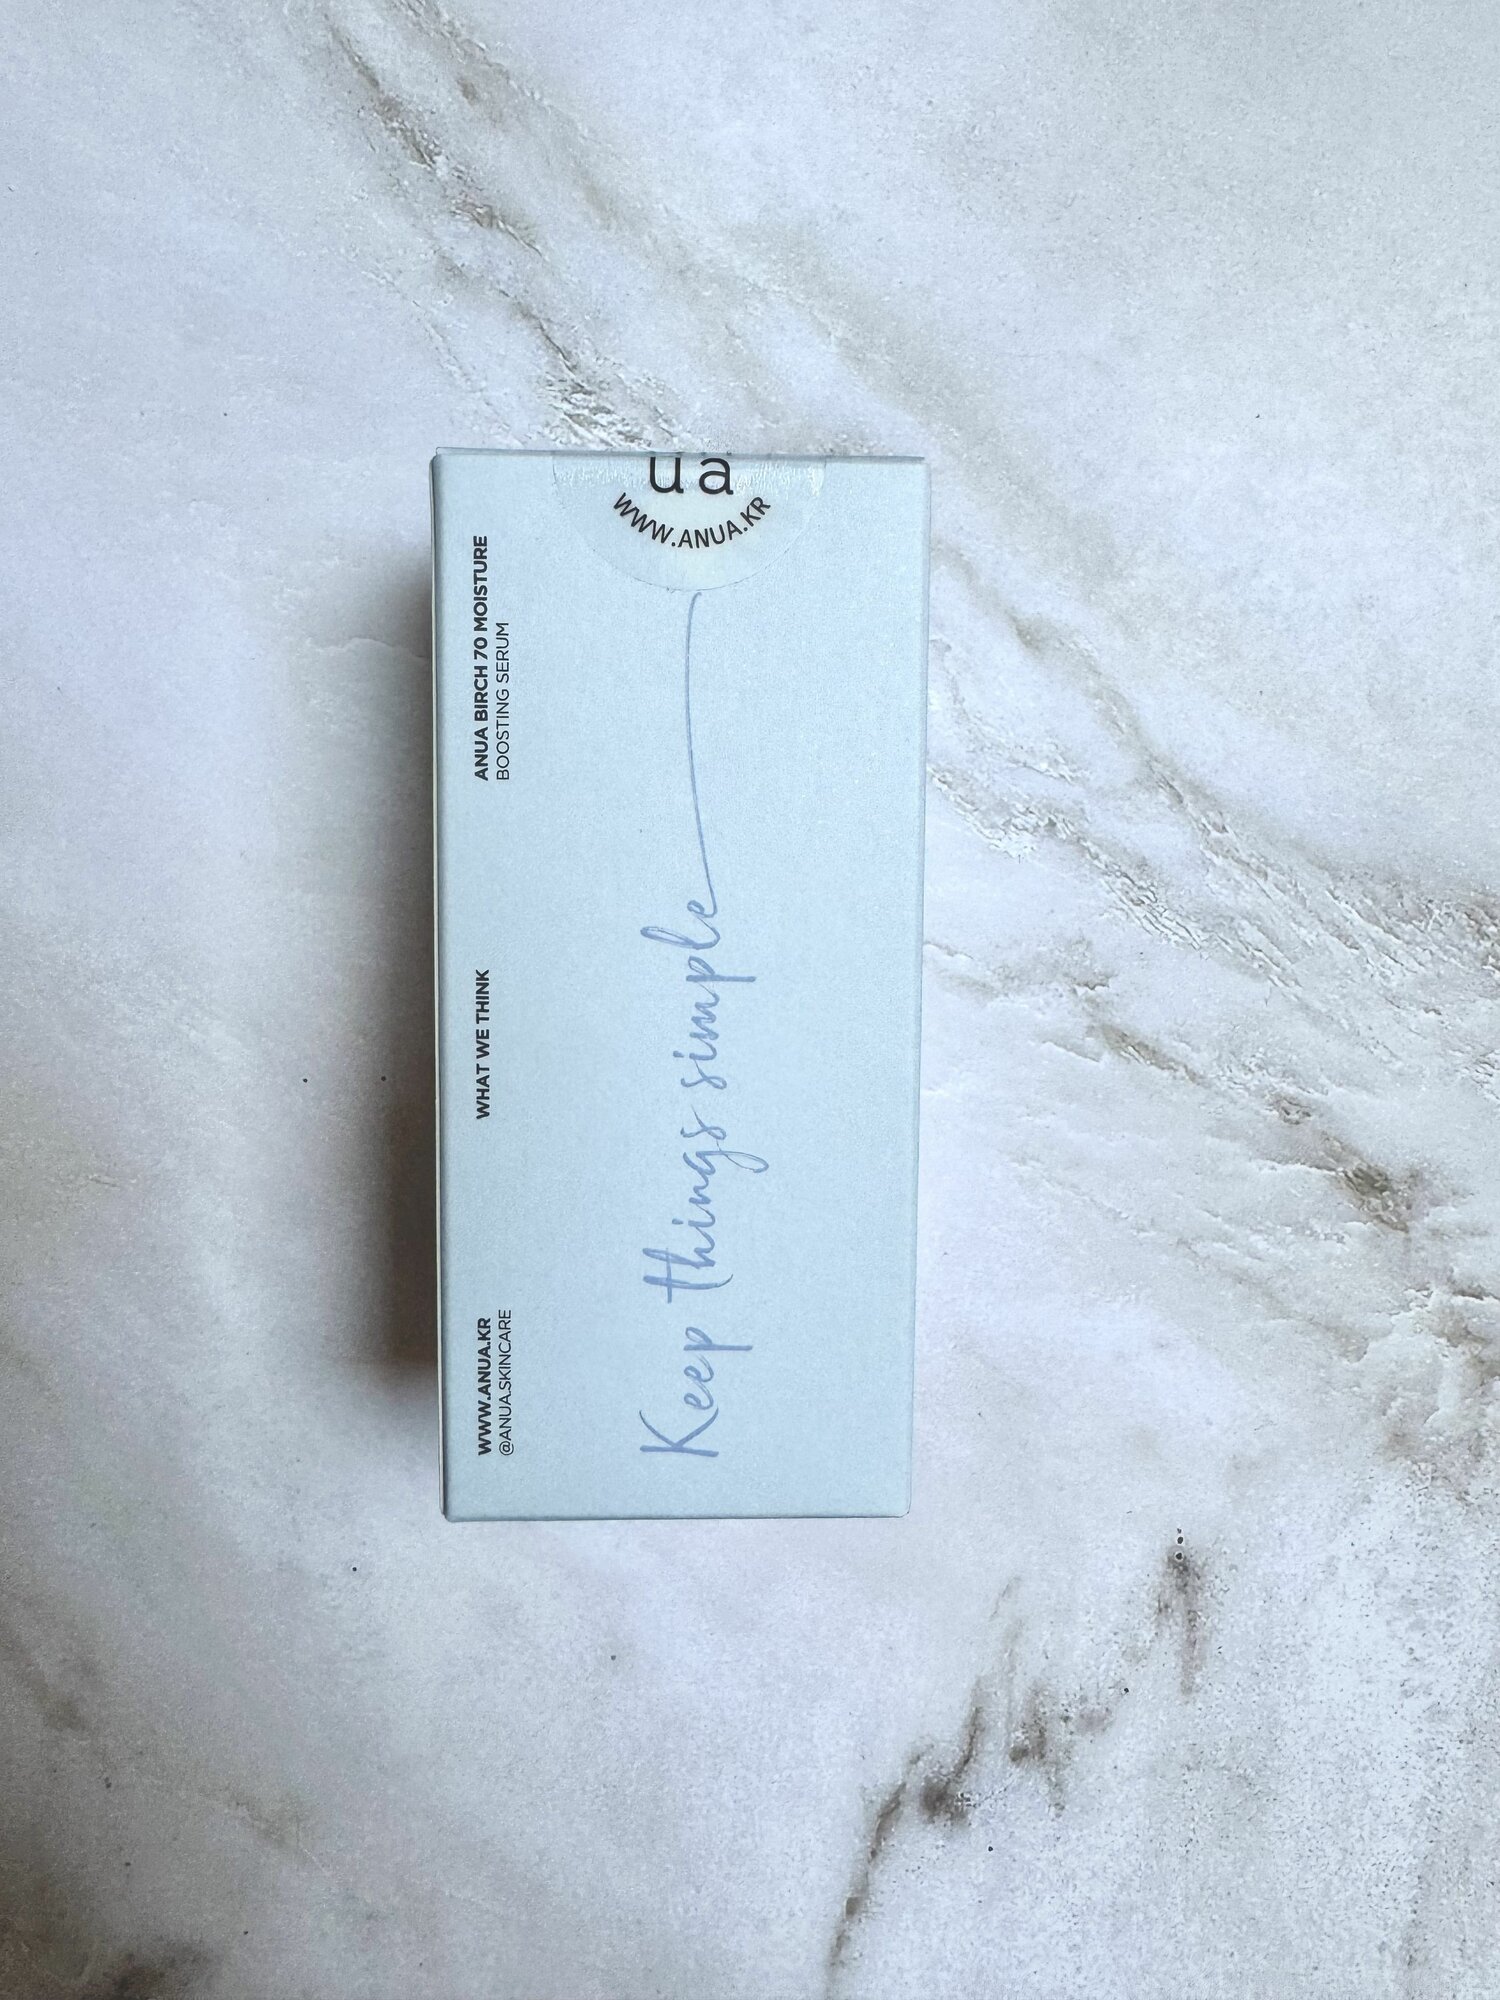 ua
WWW.ANUA.KR
WWW.ANUA.KR
@ANUA.SKINCARE
WHAT WE THINK
ANUA BIRCH 70 MOISTURE
BOOSTING SERUM
Keep things simple